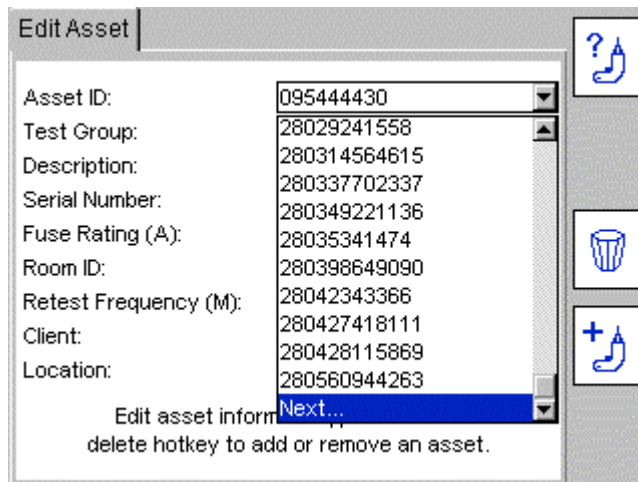 Edit Asset
?
Asset ID: 095444430
Test Group: 28029241558
Description: 280314564615
Serial Number: 280337702337
280349221136
Fuse Rating (A): 28035341474
Room ID: 280398649090
Retest Frequency (M): 28042343366
280427418111
Client: 280428115869
Location: 280560944263
Next...
+
Edit asset inform
delete hotkey to add or remove an asset.